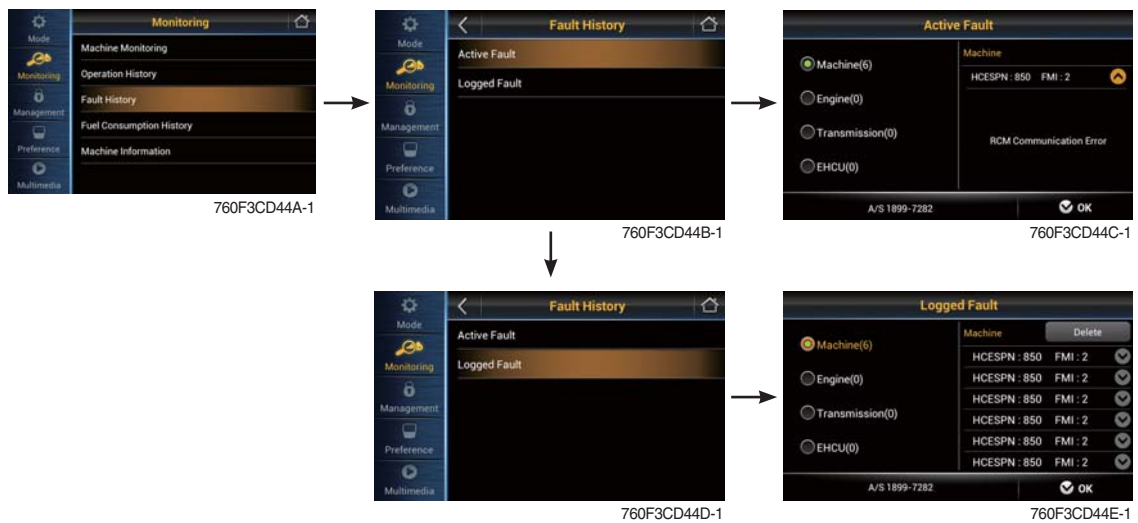 Monitoring
Mode
Monitoring
Management
Preference
Multimedia
Machine Monitoring
Operation History
Fault History
Fuel Consumption History
Machine Information
760F3CD44A-1
Fault History
Mode
Monitoring
Management
Preference
Multimedia
Active Fault
Logged Fault
760F3CD44B-1
Active Fault
Machine(6)
Engine(0)
Transmission(0)
EHCU(0)
Machine
HCESPN : 850 FMI : 2
RCM Communication Error
A/S 1899-7282
OK
760F3CD44C-1
Fault History
Mode
Monitoring
Management
Preference
Multimedia
Active Fault
Logged Fault
760F3CD44D-1
Logged Fault
Machine(6)
Engine(0)
Transmission(0)
EHCU(0)
Machine Delete
HCESPN : 850 FMI : 2
HCESPN : 850 FMI : 2
HCESPN : 850 FMI : 2
HCESPN : 850 FMI : 2
HCESPN : 850 FMI : 2
HCESPN : 850 FMI : 2
A/S 1899-7282
OK
760F3CD44E-1